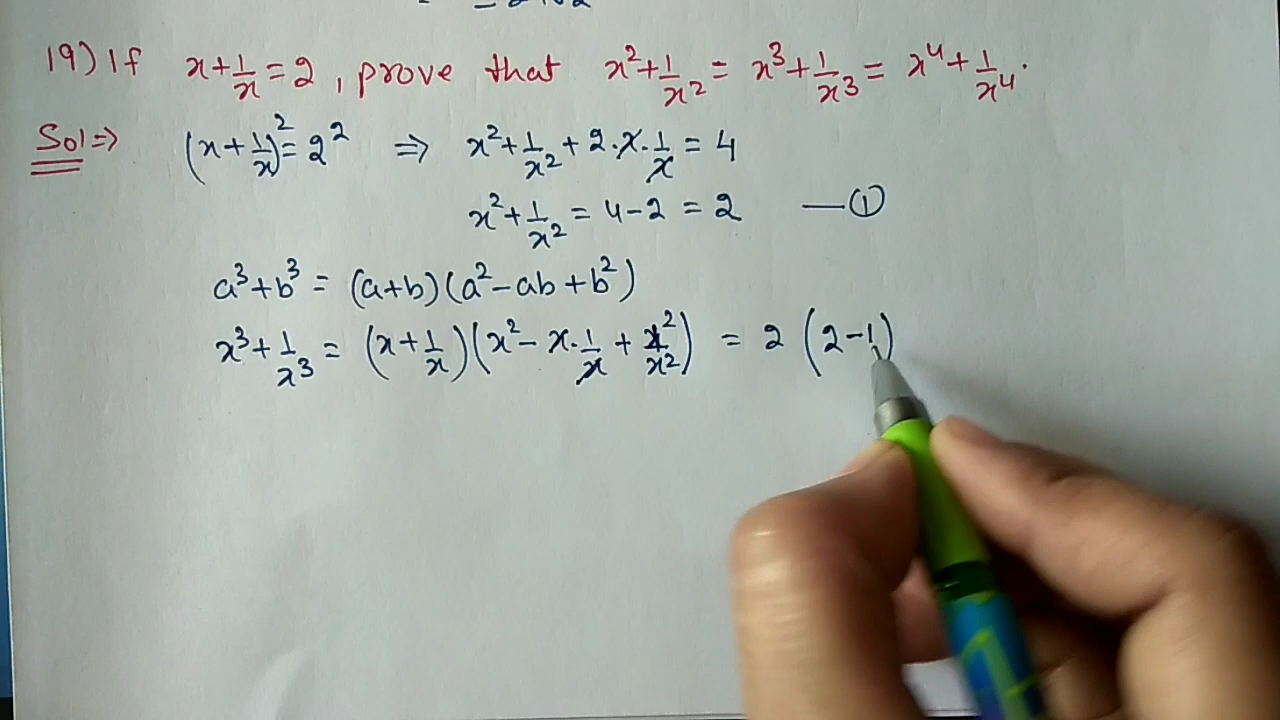 19) If x + 1/x = 2, prove that x² + 1/x² = x³ + 1/x³ = x⁴ + 1/x⁴.
Sol ⇒ (x + 1/x)² = 2² ⇒ x² + 1/x² + 2·x·1/x = 4
x² + 1/x² = 4 - 2 = 2 — ①
a³ + b³ = (a+b)(a² - ab + b²)
x³ + 1/x³ = (x + 1/x)(x² - x·1/x + 1²/x²) = 2 (2-1)